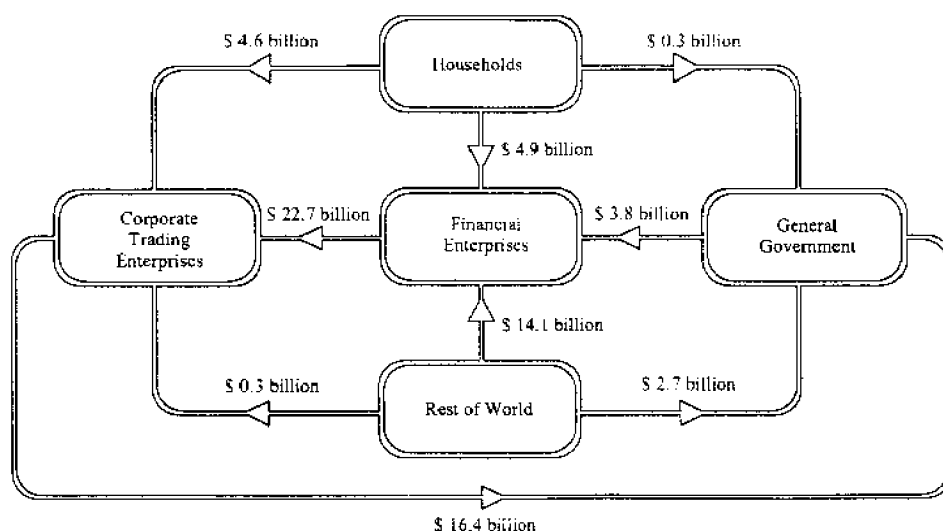 $ 4.6 billion
Households
$ 0.3 billion
$ 4.9 billion
Corporate
Trading
Enterprises
$ 22.7 billion
Financial
Enterprises
$ 3.8 billion
General
Government
$ 14.1 billion
$ 0.3 billion
Rest of World
$ 2.7 billion
$ 16.4 billion